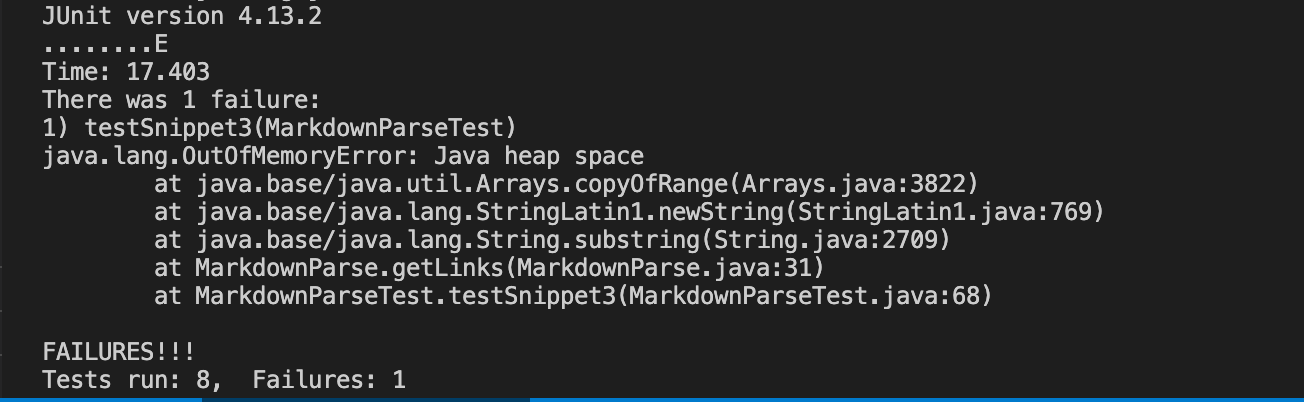 JUnit version 4.13.2
........E
Time: 17.403
There was 1 failure:
1) testSnippet3(MarkdownParseTest)
java.lang.OutOfMemoryError: Java heap space
        at java.base/java.util.Arrays.copyOfRange(Arrays.java:3822)
        at java.base/java.lang.StringLatin1.newString(StringLatin1.java:769)
        at java.base/java.lang.String.substring(String.java:2709)
        at MarkdownParse.getLinks(MarkdownParse.java:31)
        at MarkdownParseTest.testSnippet3(MarkdownParseTest.java:68)

FAILURES!!!
Tests run: 8,  Failures: 1